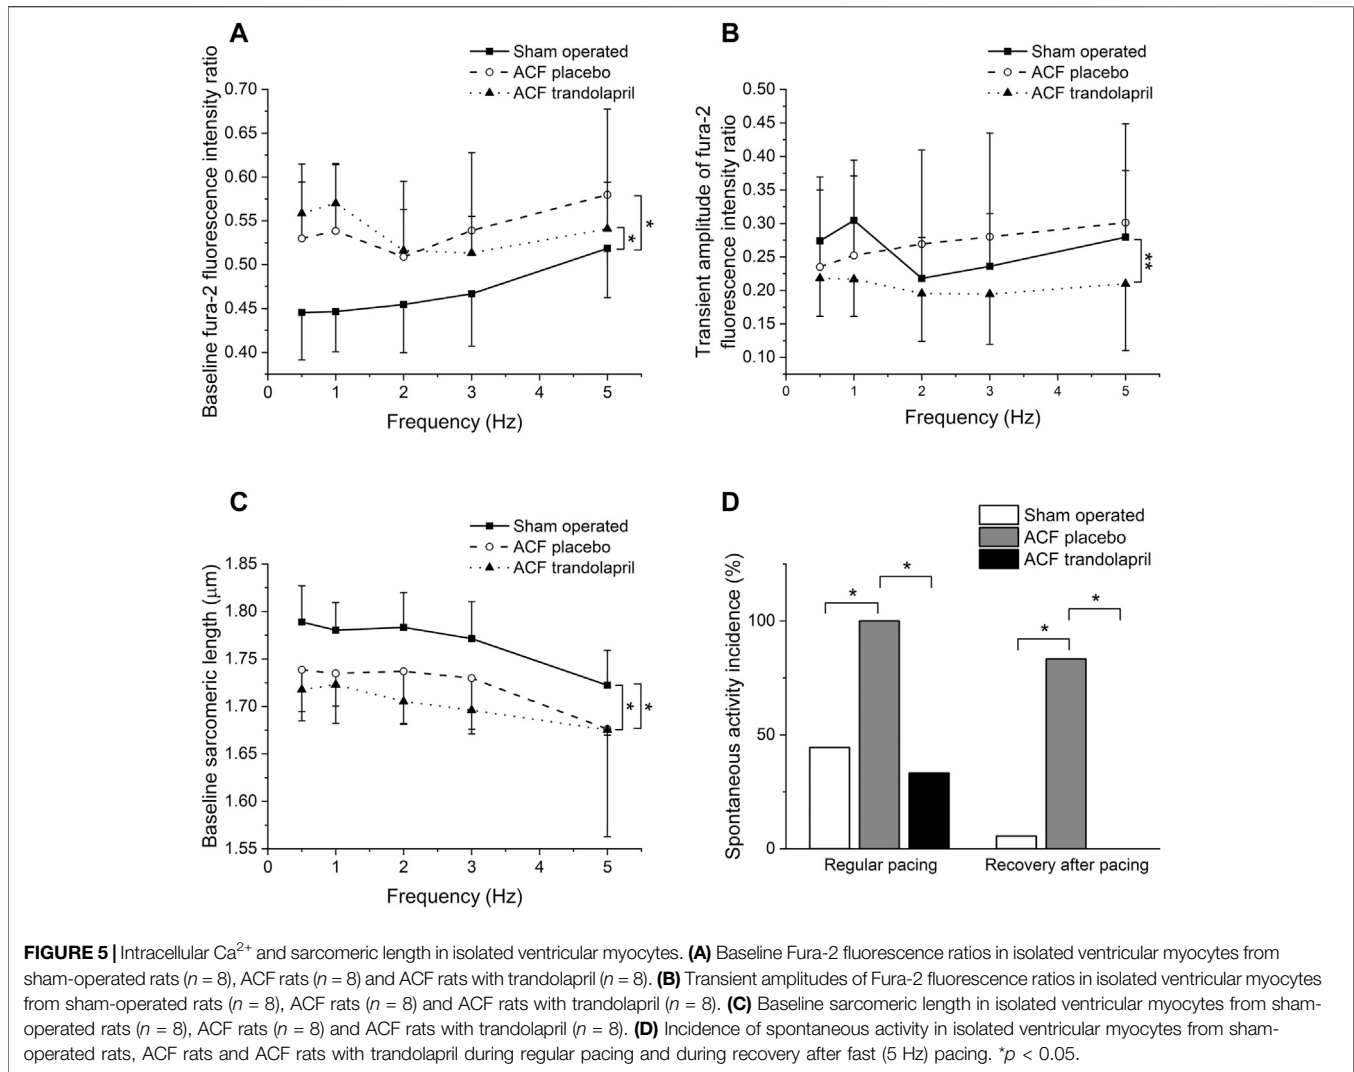 A
Sham operated
ACF placebo
ACF trandolapril
Baseline fura-2 fluorescence intensity ratio
0.70
0.65
0.60
0.55
0.50
0.45
0.40
*
*
0 1 2 3 4 5
Frequency (Hz)
B
Sham operated
ACF placebo
ACF trandolapril
Transient amplitude of fura-2
fluorescence intensity ratio
0.50
0.45
0.40
0.35
0.30
0.25
0.20
0.15
0.10
**
0 1 2 3 4 5
Frequency (Hz)
C
Sham operated
ACF placebo
ACF trandolapril
Baseline sarcomeric length (μm)
1.85
1.80
1.75
1.70
1.65
1.60
1.55
*
*
0 1 2 3 4 5
Frequency (Hz)
D
Sham operated
ACF placebo
ACF trandolapril
Spontaneous activity incidence (%)
100
50
0
*
*
*
*
Regular pacing
Recovery after pacing
FIGURE 5 | Intracellular Ca2+ and sarcomeric length in isolated ventricular myocytes. (A) Baseline Fura-2 fluorescence ratios in isolated ventricular myocytes from
sham-operated rats (n = 8), ACF rats (n = 8) and ACF rats with trandolapril (n = 8). (B) Transient amplitudes of Fura-2 fluorescence ratios in isolated ventricular myocytes
from sham-operated rats (n = 8), ACF rats (n = 8) and ACF rats with trandolapril (n = 8). (C) Baseline sarcomeric length in isolated ventricular myocytes from sham-
operated rats (n = 8), ACF rats (n = 8) and ACF rats with trandolapril (n = 8). (D) Incidence of spontaneous activity in isolated ventricular myocytes from sham-
operated rats, ACF rats and ACF rats with trandolapril during regular pacing and during recovery after fast (5 Hz) pacing. *p < 0.05.